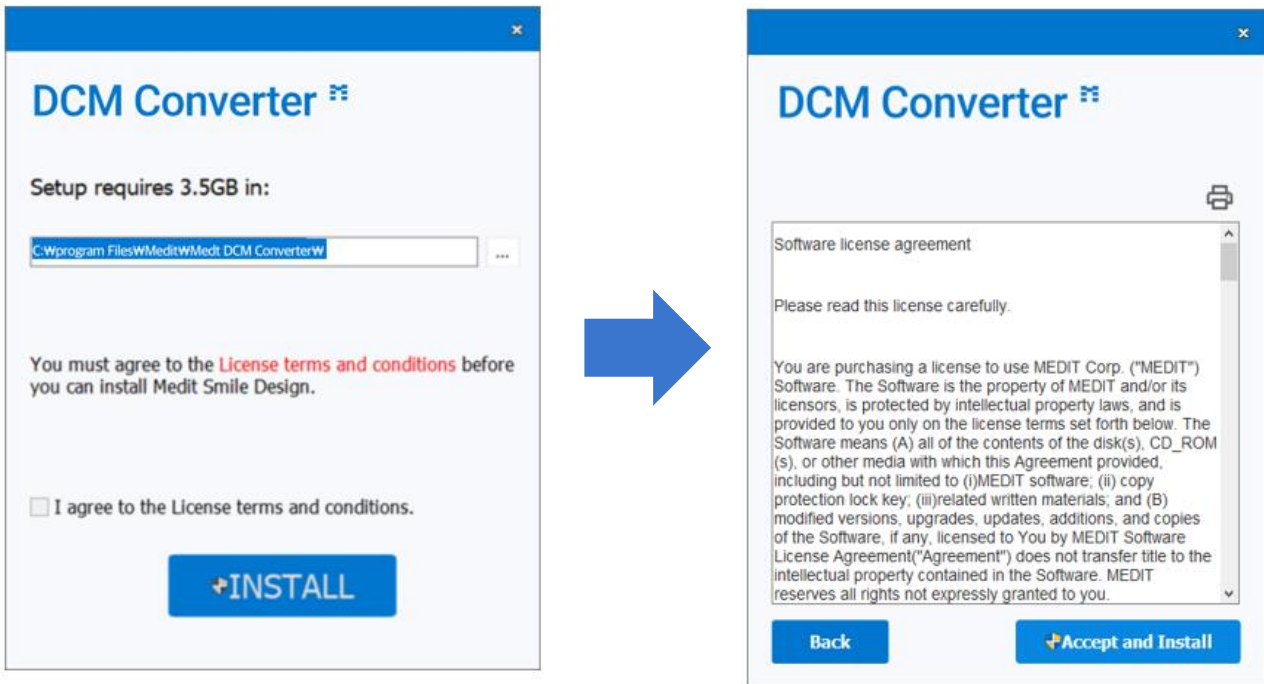 DCM Converter
Setup requires 3.5GB in:
C:₩program Files₩Medit₩Medt DCM Converter₩
...
You must agree to the License terms and conditions before
you can install Medit Smile Design.
I agree to the License terms and conditions.
INSTALL
DCM Converter
Software license agreement
Please read this license carefully.
You are purchasing a license to use MEDIT Corp. ("MEDIT")
Software. The Software is the property of MEDIT and/or its
licensors, is protected by intellectual property laws, and is
provided to you only on the license terms set forth below. The
Software means (A) all of the contents of the disk(s), CD_ROM
(s), or other media with which this Agreement provided,
including but not limited to (i)MEDIT software; (ii) copy
protection lock key; (iii)related written materials; and (B)
modified versions, upgrades, updates, additions, and copies
of the Software, if any, licensed to You by MEDIT Software
License Agreement("Agreement") does not transfer title to the
intellectual property contained in the Software. MEDIT
reserves all rights not expressly granted to you.
Back
Accept and Install